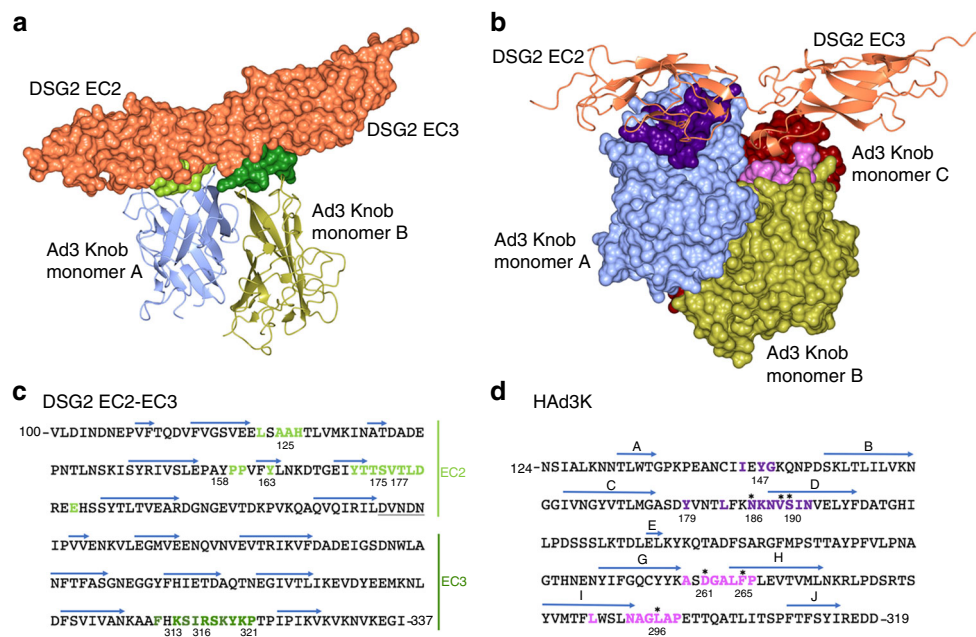 a
DSG2 EC2
DSG2 EC3
Ad3 Knob
monomer A
Ad3 Knob
monomer B
b
DSG2 EC2
DSG2 EC3
Ad3 Knob
monomer C
Ad3 Knob
monomer A
Ad3 Knob
monomer B
c DSG2 EC2-EC3
100 VLDINDNEPVFTQDVFVGSVEELSAAHTLVMKINATDADE
125
PNTLNSKISYRIVSLEPAYPPVFYLNKDTGEIYTTSVTLD
158 163 175 177
REEHSSYTLTVEARDGNGEVTDKPVKQAQVQIRILDVNDN
EC2
IPVVENKVLEGMVEENQVNVEVTRIKVFDADEIGSDNWLA
NFTFASGNEGGYFHIETDAQTNEGIVTLIKEVDYEEMKNL
EC3
DFSVIVANKAAFHKSIRSKYKPTPIPIKVKVKNVKEGI-337
313 316 321
d HAd3K
A B
124-NSIALKNNTLWTGPKPEANCIIEYGKQNPDSKLTLILVKN
147
C * ** D
GGIVNGYVTLMGASDYVNTLFKNKNVSINVELYFDATGHI
179 186 190
E
LPDSSSLKTDLELKYKQTADFSARGFMPSTTAYPFVLPNA
G * * H
GTHNENYIFGQCYYKASDGALFPLEVTVMLNKRLPDSRTS
261 265
I * J
YVMTFLWSLNAGLAPETTQATLITSPFTFSYIREDD-319
296